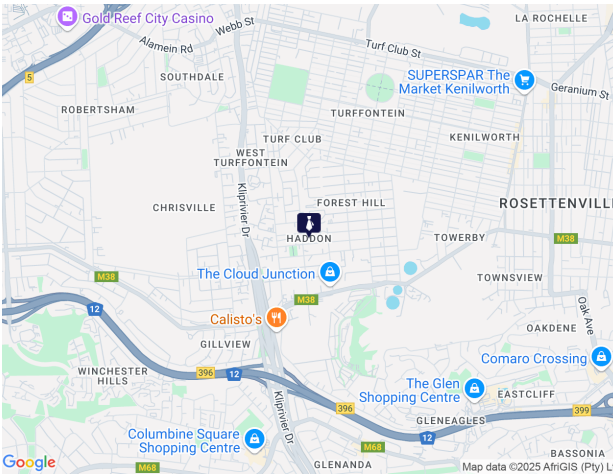 LA ROCHELLE
Gold Reef City Casino
Webb St
Alamein Rd
Turf Club St
5
SOUTHDALE
SUPERSPAR The
Market Kenilworth
Geranium St
ROBERTSHAM
TURFFONTEIN
TURF CLUB
KENILWORTH
WEST
TURFFONTEIN
Kliprivier Dr
CHRISVILLE
FOREST HILL
ROSETTENVILLE
HADDON
TOWERBY
M38
The Cloud Junction
M38
TOWNSVIEW
M38
12
Calisto's
Oak Ave
OAKDENE
GILLVIEW
Comaro Crossing
WINCHESTER
HILLS
396
12
The Glen
Shopping Centre
EASTCLIFF
396
399
Kliprivier Dr
GLENEAGLES
Columbine Square
Shopping Centre
12
M68
BASSONIA
Google
M68
GLENANDA
Map data ©2025 AfriGIS (Pty)